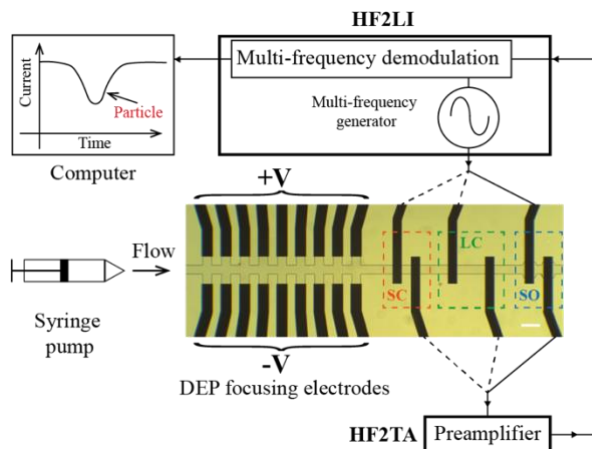 HF2LI
Multi-frequency demodulation
Multi-frequency
generator
Current
Particle
Time
Computer
+V
Flow
Syringe
pump
SC
LC
SO
-V
DEP focusing electrodes
HF2TA
Preamplifier